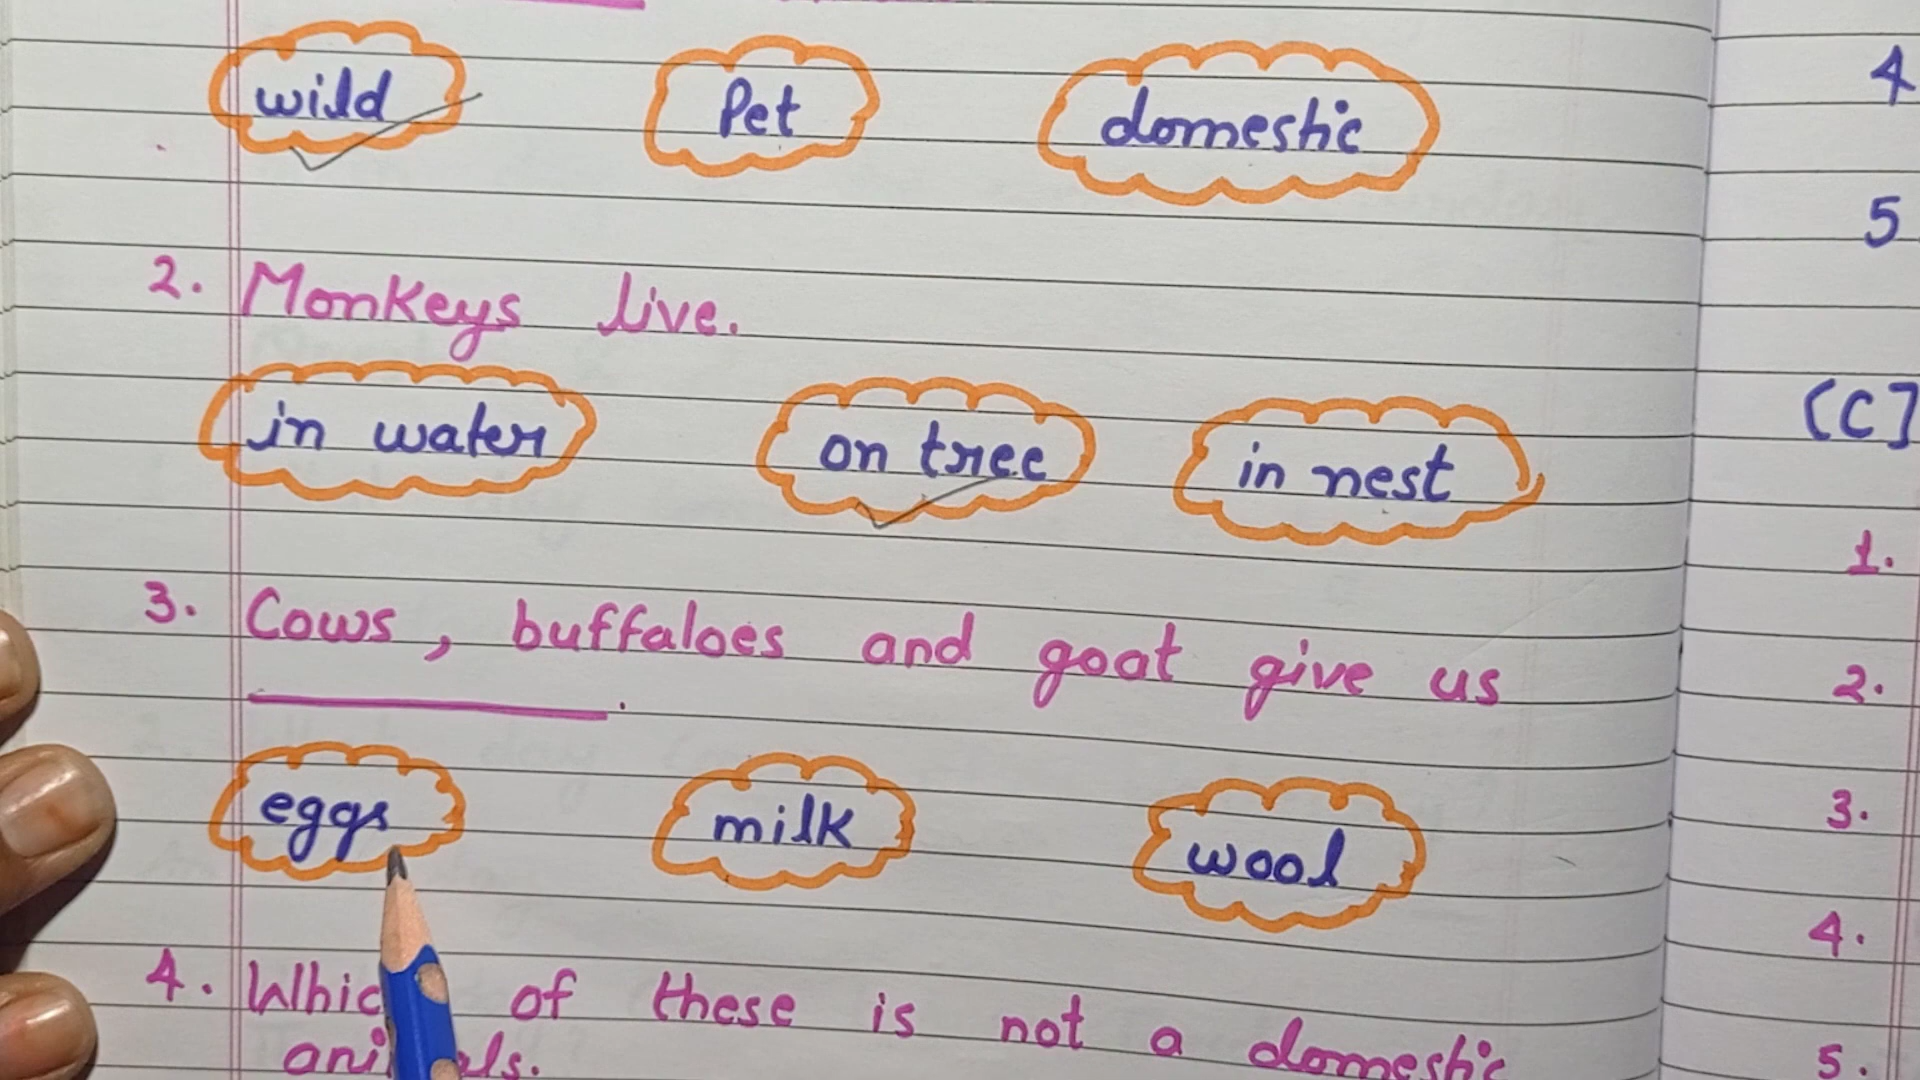 wild Pet domestic
2. Monkeys live.
in water on tree in nest
3. Cows, buffaloes and goat give us
.
eggs milk wool
4. of these is not a domestic
4
5
[C]
1.
2.
3.
4.
5.